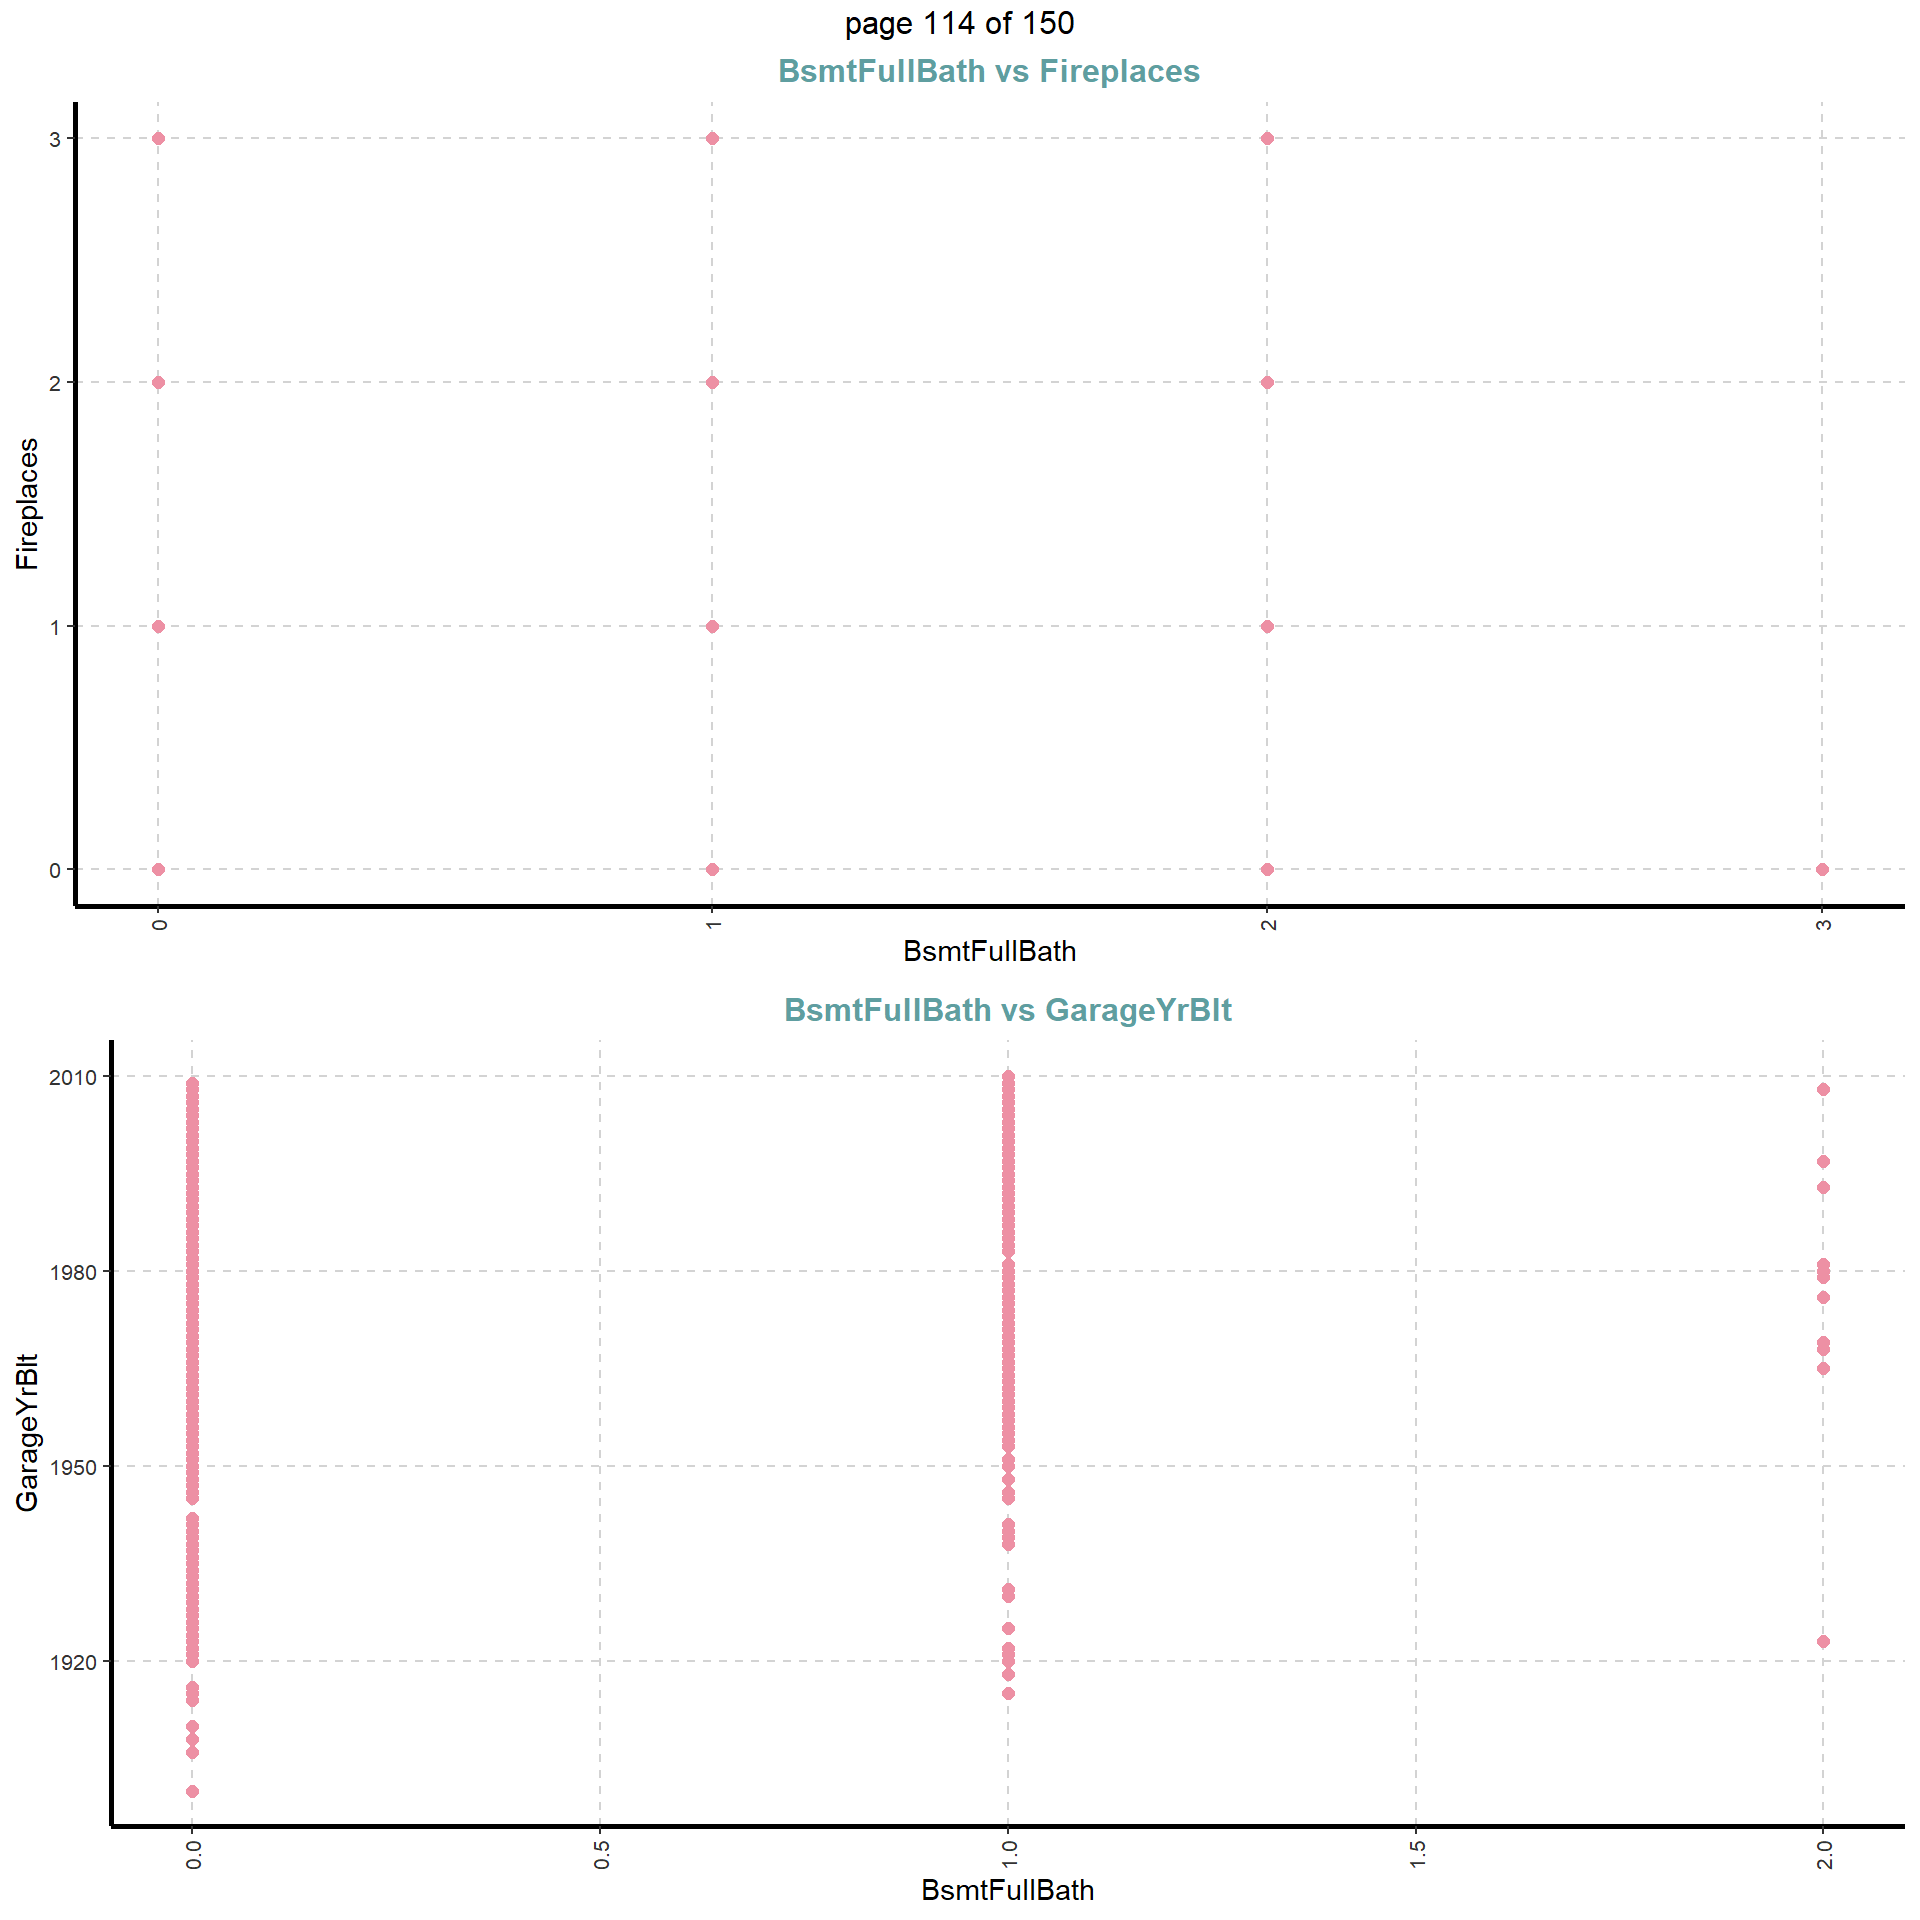 page 114 of 150
BsmtFullBath vs Fireplaces
3
2
1
0
Fireplaces
0 1 2 3
BsmtFullBath
BsmtFullBath vs GarageYrBlt
2010
1980
1950
1920
GarageYrBlt
0.0 0.5 1.0 1.5 2.0
BsmtFullBath